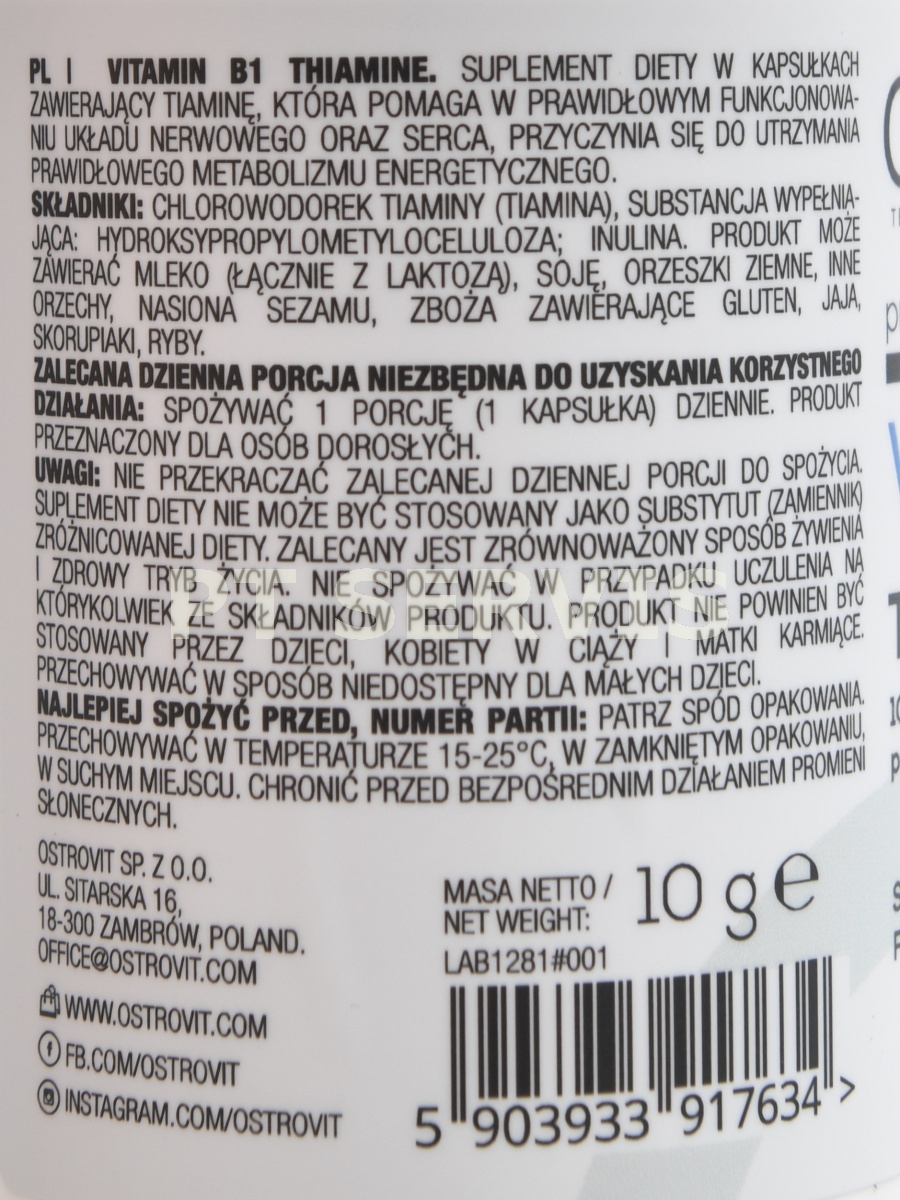 PL | VITAMIN B1 THIAMINE. SUPLEMENT DIETY W KAPSUŁKACH
ZAWIERAJĄCY TIAMINĘ, KTÓRA POMAGA W PRAWIDŁOWYM FUNKCJONOWA-
NIU UKŁADU NERWOWEGO ORAZ SERCA, PRZYCZYNIA SIĘ DO UTRZYMANIA
PRAWIDŁOWEGO METABOLIZMU ENERGETYCZNEGO.
SKŁADNIKI: CHLOROWODOREK TIAMINY (TIAMINA), SUBSTANCJA WYPEŁNIA-
JĄCA: HYDROKSYPROPYLOMETYLOCELULOZA; INULINA. PRODUKT MOŻE
ZAWIERAĆ MLEKO (ŁĄCZNIE Z LAKTOZĄ), SOJĘ, ORZESZKI ZIEMNE, INNE
ORZECHY, NASIONA SEZAMU, ZBOŻA ZAWIERAJĄCE GLUTEN, JAJA,
SKORUPIAKI, RYBY.
ZALECANA DZIENNA PORCJA NIEZBĘDNA DO UZYSKANIA KORZYSTNEGO
DZIAŁANIA: SPOŻYWAĆ 1 PORCJĘ (1 KAPSUŁKA) DZIENNIE. PRODUKT
PRZEZNACZONY DLA OSÓB DOROSŁYCH.
UWAGI: NIE PRZEKRACZAĆ ZALECANEJ DZIENNEJ PORCJI DO SPOŻYCIA.
SUPLEMENT DIETY NIE MOŻE BYĆ STOSOWANY JAKO SUBSTYTUT (ZAMIENNIK)
ZRÓŻNICOWANEJ DIETY. ZALECANY JEST ZRÓWNOWAŻONY SPOSÓB ŻYWIENIA
I ZDROWY TRYB ŻYCIA. NIE SPOŻYWAĆ W PRZYPADKU UCZULENIA NA
KTÓRYKOLWIEK ZE SKŁADNIKÓW PRODUKTU. PRODUKT NIE POWINIEN BYĆ
STOSOWANY PRZEZ DZIECI, KOBIETY W CIĄŻY I MATKI KARMIĄCE.
PRZECHOWYWAĆ W SPOSÓB NIEDOSTĘPNY DLA MAŁYCH DZIECI.
NAJLEPIEJ SPOŻYĆ PRZED, NUMER PARTII: PATRZ SPÓD OPAKOWANIA.
PRZECHOWYWAĆ W TEMPERATURZE 15-25°C, W ZAMKNIĘTYM OPAKOWANIU,
W SUCHYM MIEJSCU. CHRONIĆ PRZED BEZPOŚREDNIM DZIAŁANIEM PROMIENI
SŁONECZNYCH.
PT SERVIS
OSTROVIT SP. Z O.O.
UL. SITARSKA 16,
18-300 ZAMBRÓW, POLAND.
OFFICE@OSTROVIT.COM
WWW.OSTROVIT.COM
FB.COM/OSTROVIT
INSTAGRAM.COM/OSTROVIT
MASA NETTO /
NET WEIGHT:
10 g e
LAB1281#001
5 903933 917634 >